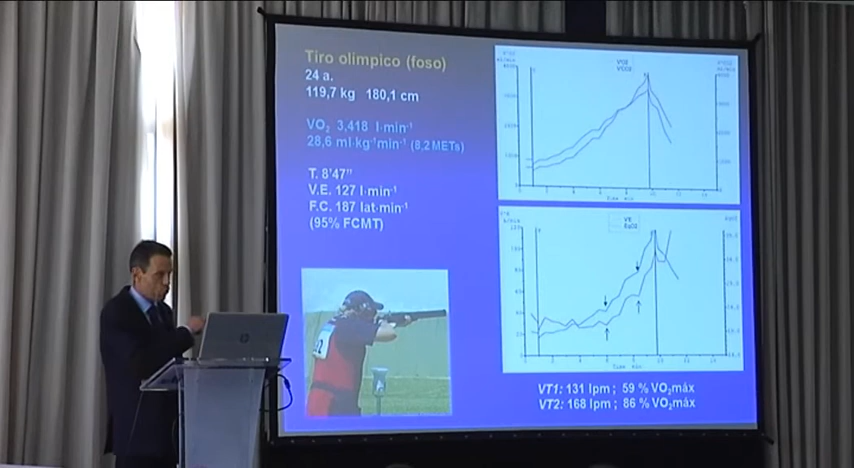 Tiro olímpico (foso)
24 a.
119,7 kg 180,1 cm
VO₂ 3,418 l·min⁻¹
28,6 ml·kg⁻¹min⁻¹ (8,2 METs)
T. 8'47"
V.E. 127 l·min⁻¹
F.C. 187 lat·min⁻¹
(95% FCMT)
VO2
VCO2
VE
EqO2
VT1: 131 lpm ; 59 % VO₂máx
VT2: 168 lpm ; 86 % VO₂máx
hp